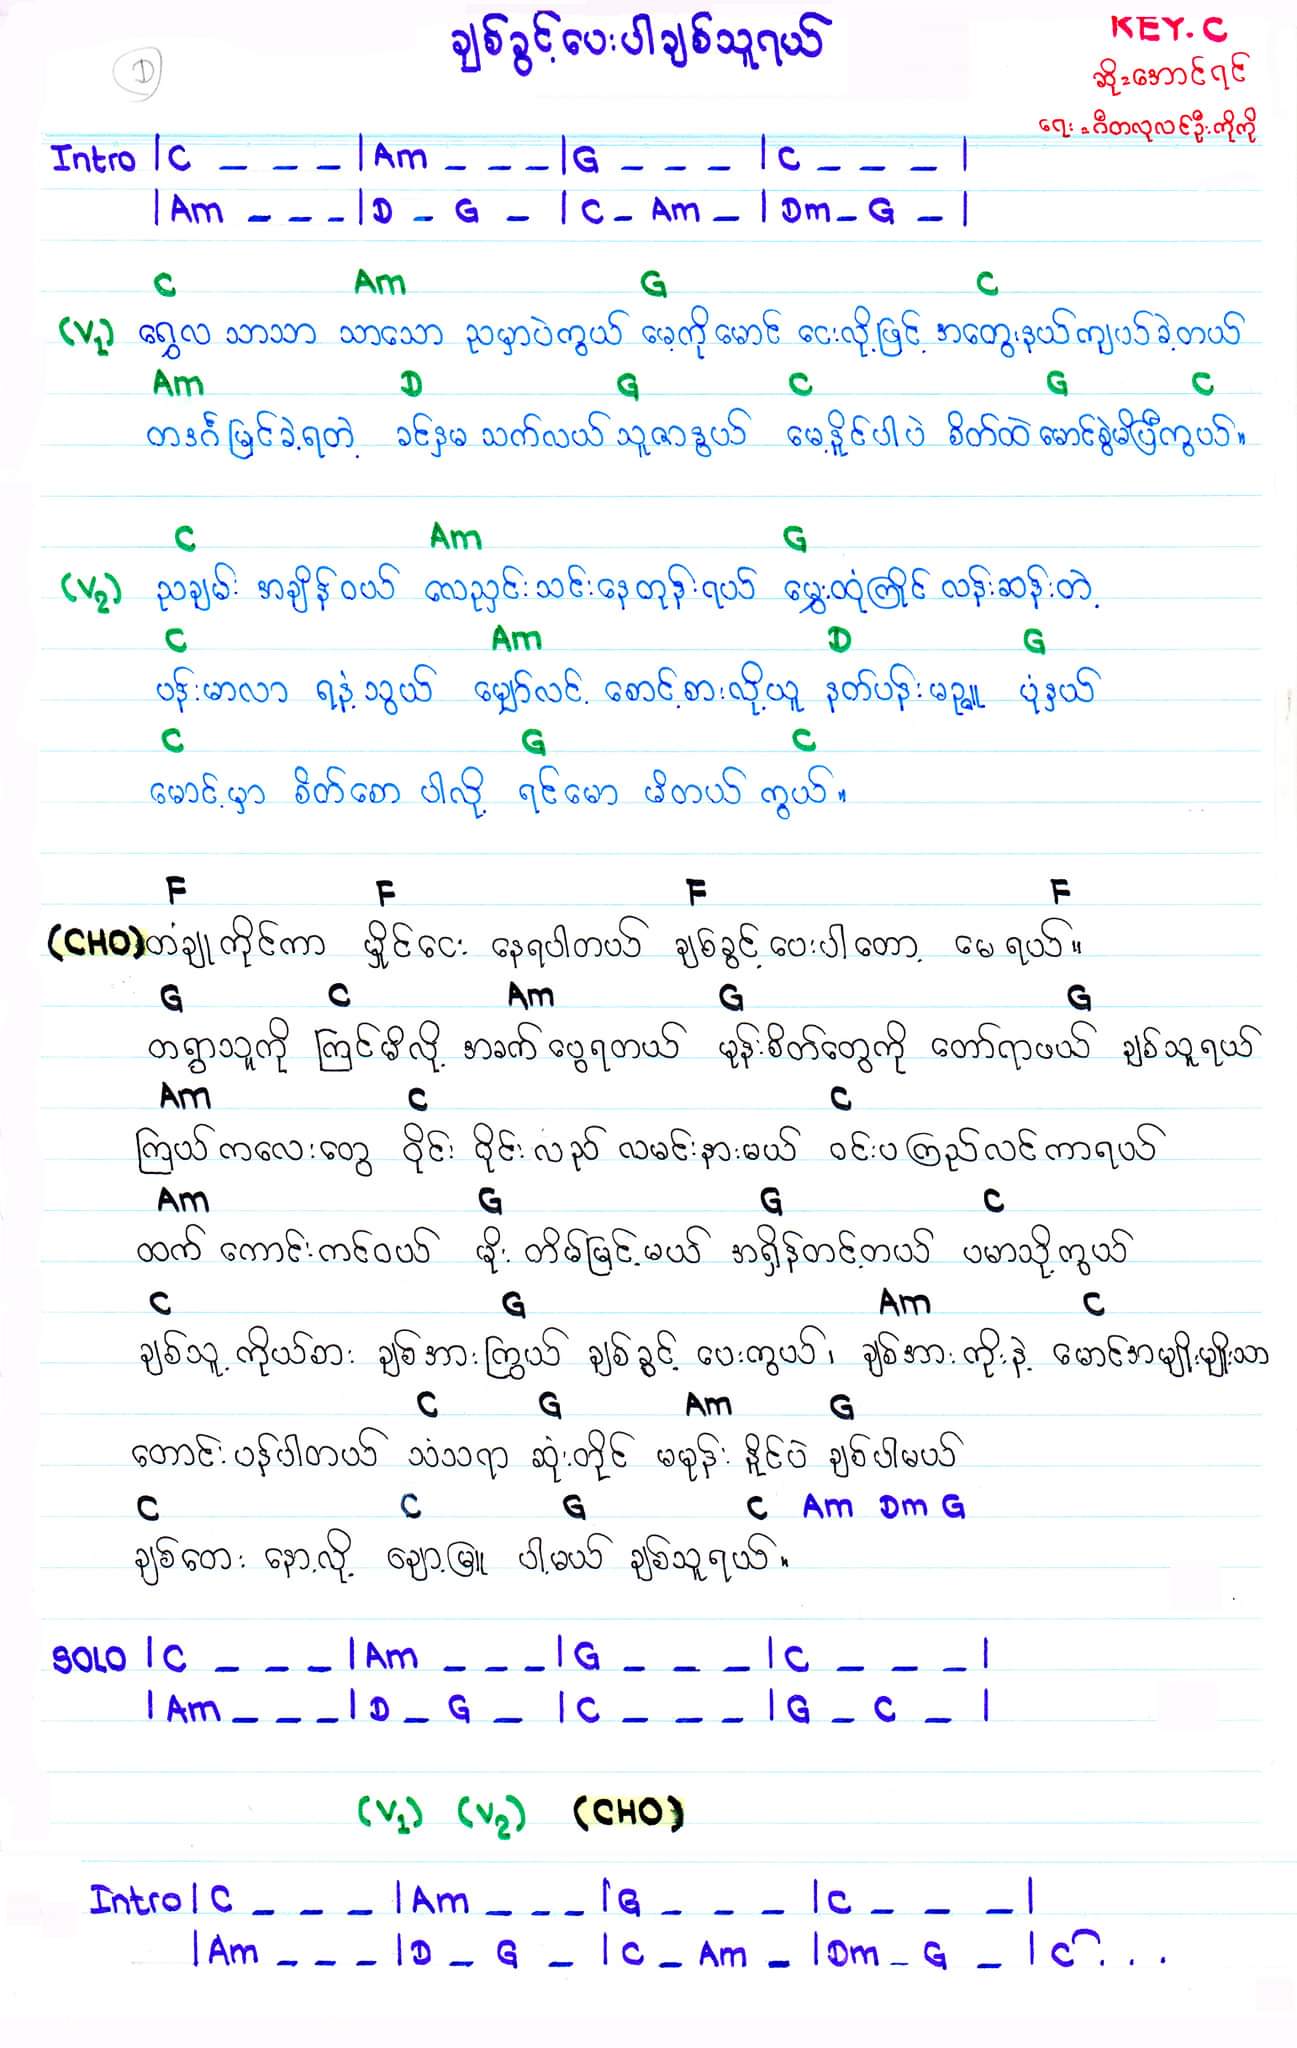 ချစ်ခွင့်ပေးပါချစ်သူရယ်
KEY. C
D
ဆို=အောင်ရင်
ရေး=ဂီတလုလင်ဦးကိုကို
Intro |C _ _ _ |Am _ _ _ |G _ _ _ |C _ _ _ |
|Am _ _ _ |D _ G _ |C _ Am _ |Dm _ G _ |
C Am G C
(V1) ရွှေလ သာသာ သာသော ညမှာပဲကွယ် မေ့ကိုမောင် ငေးလို့ဖြင့် အတွေးနယ်ကျယ်ခဲ့တယ်
Am D G C G C
တဒင်္ဂမြင်ခဲ့ရတဲ့ ခင်နှမ သက်လယ်သူဇာနွယ် မေ့နိုင်ပါပဲ စိတ်ထဲမောင်စွဲမိပြီကွယ်။
C Am G
(V2) ညချမ်း အချိန်ဝယ် လေညှင်းသင်းနေတုန်းရယ် မွှေးထုံကြိုင် လန်းဆန်းတဲ့
C Am D G
ပန်းမာလာ ရနံ့သွယ် မျှော်လင့် စောင့်စားလို့ယူ နတ်ပန်းမညှူ ပုံနှယ်
C G C
မောင့်မှာ စိတ်စော ပါလို့ ရင်မော မိတယ် ကွယ်။
F F F F
(CHO) တံချူကိုင်ကာ မှိုင်ငေး နေရပါတယ် ချစ်ခွင့် ပေးပါတော့ မေ ရယ်။
G C Am G G
တရွာသူကို ကြင်မိလို့ အခက်တွေ့ရတယ် မုန်းစိတ်တွေကို တော်ရာဖယ် ချစ်သူရယ်
Am C C
ကြယ်ကလေးတွေ ဝိုင်း ဝိုင်းလည် လမင်းနားမယ် ဝင်းပကြည်လင်ကာရယ်
Am G G C
ထက် ကောင်းကင်ဝယ် မိုး တိမ်မြင့်မယ် အရှိန်တင့်တယ် ပမာသို့ကွယ်
C G Am C
ချစ်သူ့ကိုယ်စား ချစ်အားကြွယ် ချစ်ခွင့် ပေးကွယ်၊ ချစ်အားကိုးနဲ့ မောင်အမျိုးမျိုးသာ
C G Am G
တောင်းပန်ပါတယ် သံသရာ ဆုံးတိုင် မမုန်း နိုင်ပဲ ချစ်ပါမယ်
C C G C Am Dm G
ချစ်တေး နှော့လို့ ချော့မြူ ပါ့မယ် ချစ်သူရယ်။
SOLO |C _ _ _ |Am _ _ _ |G _ _ _ |C _ _ _ |
|Am _ _ _ |D _ G _ |C _ _ _ |G _ C _ |
(V1) (V2) (CHO)
Intro |C _ _ _ |Am _ _ _ |G _ _ _ |C _ _ _ |
|Am _ _ _ |D _ G _ |C _ Am _ |Dm _ G _ |C . . .